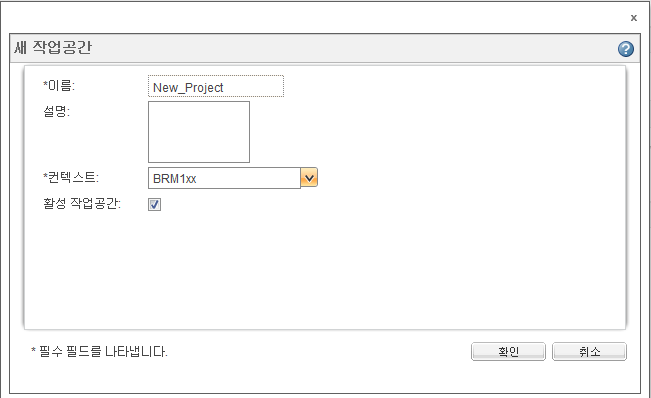 x
새 작업공간
?
*이름:
New_Project
설명:
*컨텍스트:
BRM1xx
활성 작업공간:
* 필수 필드를 나타냅니다.
확인
취소